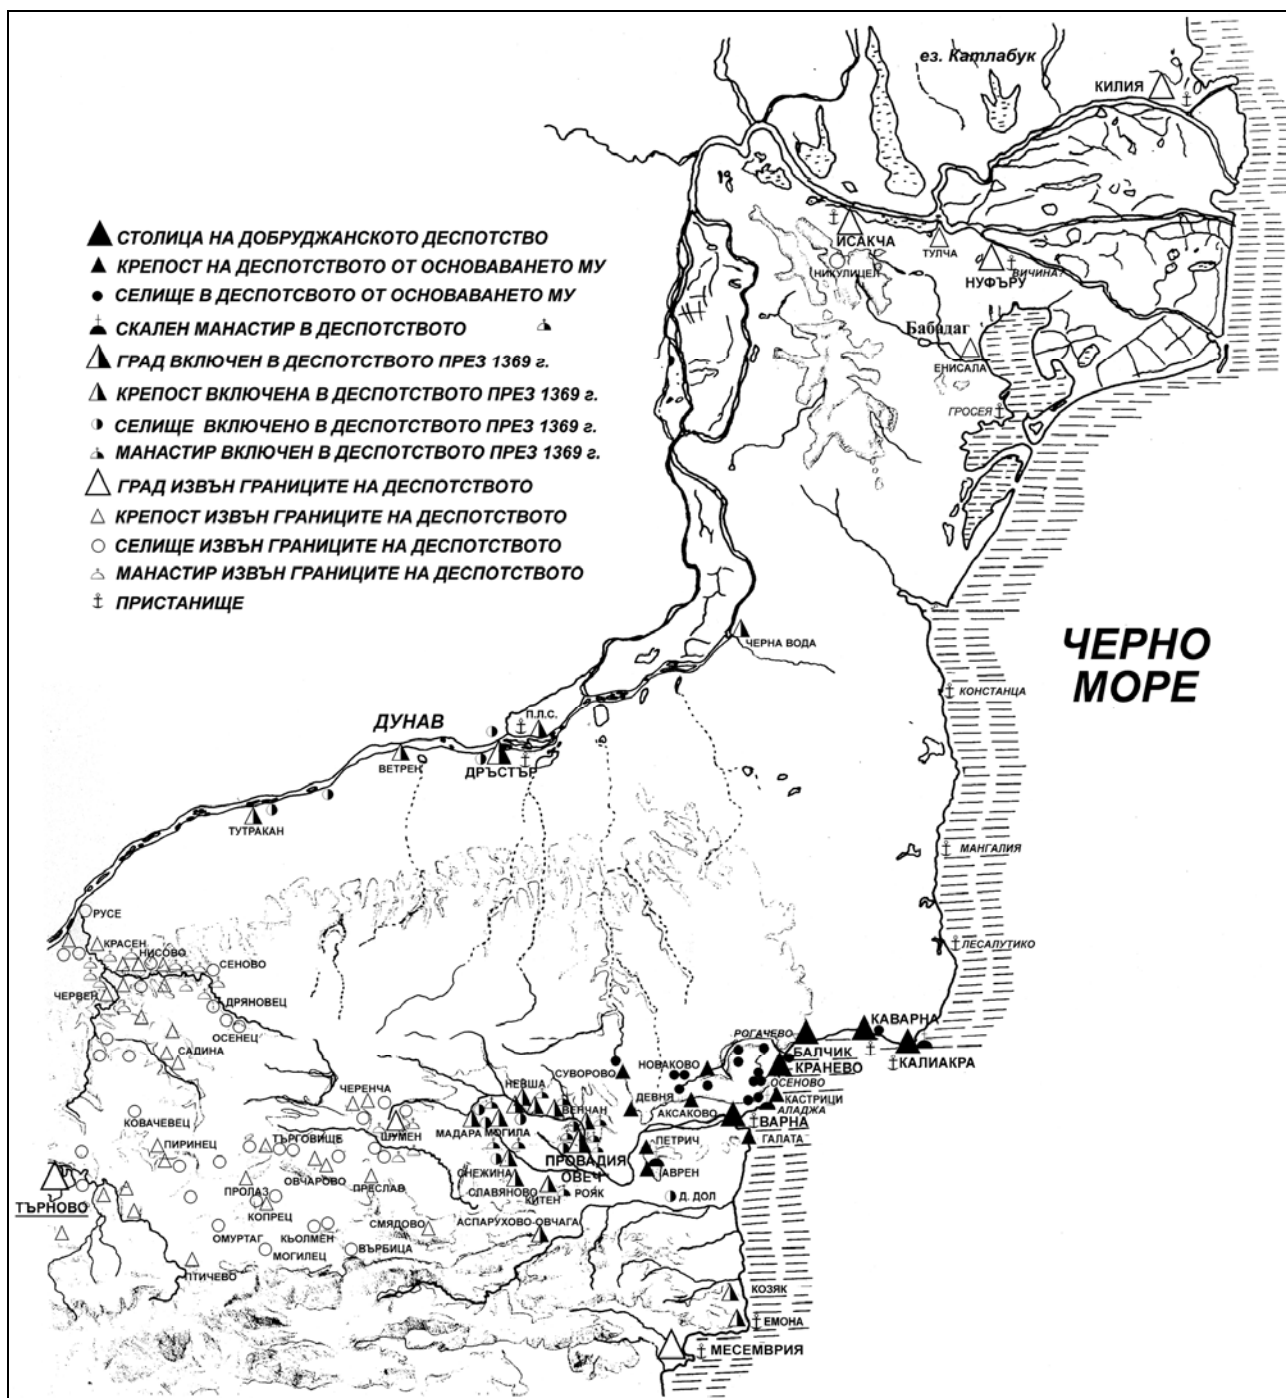 ез. Катлабук
КИЛИЯ
ИСАКЧА
ТУЛЧА
НИКУЛИЦЕЛ
ВИЧИНА?
НУФЪРУ
Бабадаг
ЕНИСАЛА
ГРОСЕЯ
СТОЛИЦА НА ДОБРУДЖАНСКОТО ДЕСПОТСТВО
КРЕПОСТ НА ДЕСПОТСТВОТО ОТ ОСНОВАВАНЕТО МУ
СЕЛИЩЕ В ДЕСПОТСВОТО ОТ ОСНОВАВАНЕТО МУ
СКАЛЕН МАНАСТИР В ДЕСПОТСТВОТО
ГРАД ВКЛЮЧЕН В ДЕСПОТСТВОТО ПРЕЗ 1369 г.
КРЕПОСТ ВКЛЮЧЕНА В ДЕСПОТСТВОТО ПРЕЗ 1369 г.
СЕЛИЩЕ ВКЛЮЧЕНО В ДЕСПОТСТВОТО ПРЕЗ 1369 г.
МАНАСТИР ВКЛЮЧЕН В ДЕСПОТСТВОТО ПРЕЗ 1369 г.
ГРАД ИЗВЪН ГРАНИЦИТЕ НА ДЕСПОТСТВОТО
КРЕПОСТ ИЗВЪН ГРАНИЦИТЕ НА ДЕСПОТСТВОТО
СЕЛИЩЕ ИЗВЪН ГРАНИЦИТЕ НА ДЕСПОТСТВОТО
МАНАСТИР ИЗВЪН ГРАНИЦИТЕ НА ДЕСПОТСТВОТО
ПРИСТАНИЩЕ
ЧЕРНО
МОРЕ
ЧЕРНА ВОДА
КОНСТАНЦА
П.Л.С.
ДУНАВ
ВЕТРЕН
ДРЪСТЪР
ТУТРАКАН
МАНГАЛИЯ
РУСЕ
КРАСЕН
НИСОВО
ЛЕСАЛУТИКО
СЕНОВО
ЧЕРВЕН
ДРЯНОВЕЦ
ОСЕНЕЦ
КАВАРНА
РОГАЧЕВО
САДИНА
БАЛЧИК
КАЛИАКРА
НОВАКОВО
КРАНЕВО
СУВОРОВО
ОСЕНОВО
НЕВША
ЧЕРЕНЧА
ДЕВНЯ
КАСТРИЦИ
АКСАКОВО
АЛАДЖА
КОВАЧЕВЕЦ
ВЕНЧАН
ВАРНА
МАДАРА
МОГИЛА
ШУМЕН
ПИРИНЕЦ
ТЪРГОВИЩЕ
ПЕТРИЧ
ГАЛАТА
ПРОВАДИЯ
ОВЕЧ
СНЕЖИНА
АВРЕН
ОВЧАРОВО
ПРЕСЛАВ
ПРОЛАЗ
СЛАВЯНОВО
КИТЕН
РОЯК
Д. ДОЛ
ТЪРНОВО
КОПРЕЦ
СМЯДОВО
АСПАРУХОВО-ОВЧАГА
ОМУРТАГ
КЬОЛМЕН
ВЪРБИЦА
МОГИЛЕЦ
ПТИЧЕВО
КОЗЯК
ЕМОНА
МЕСЕМВРИЯ